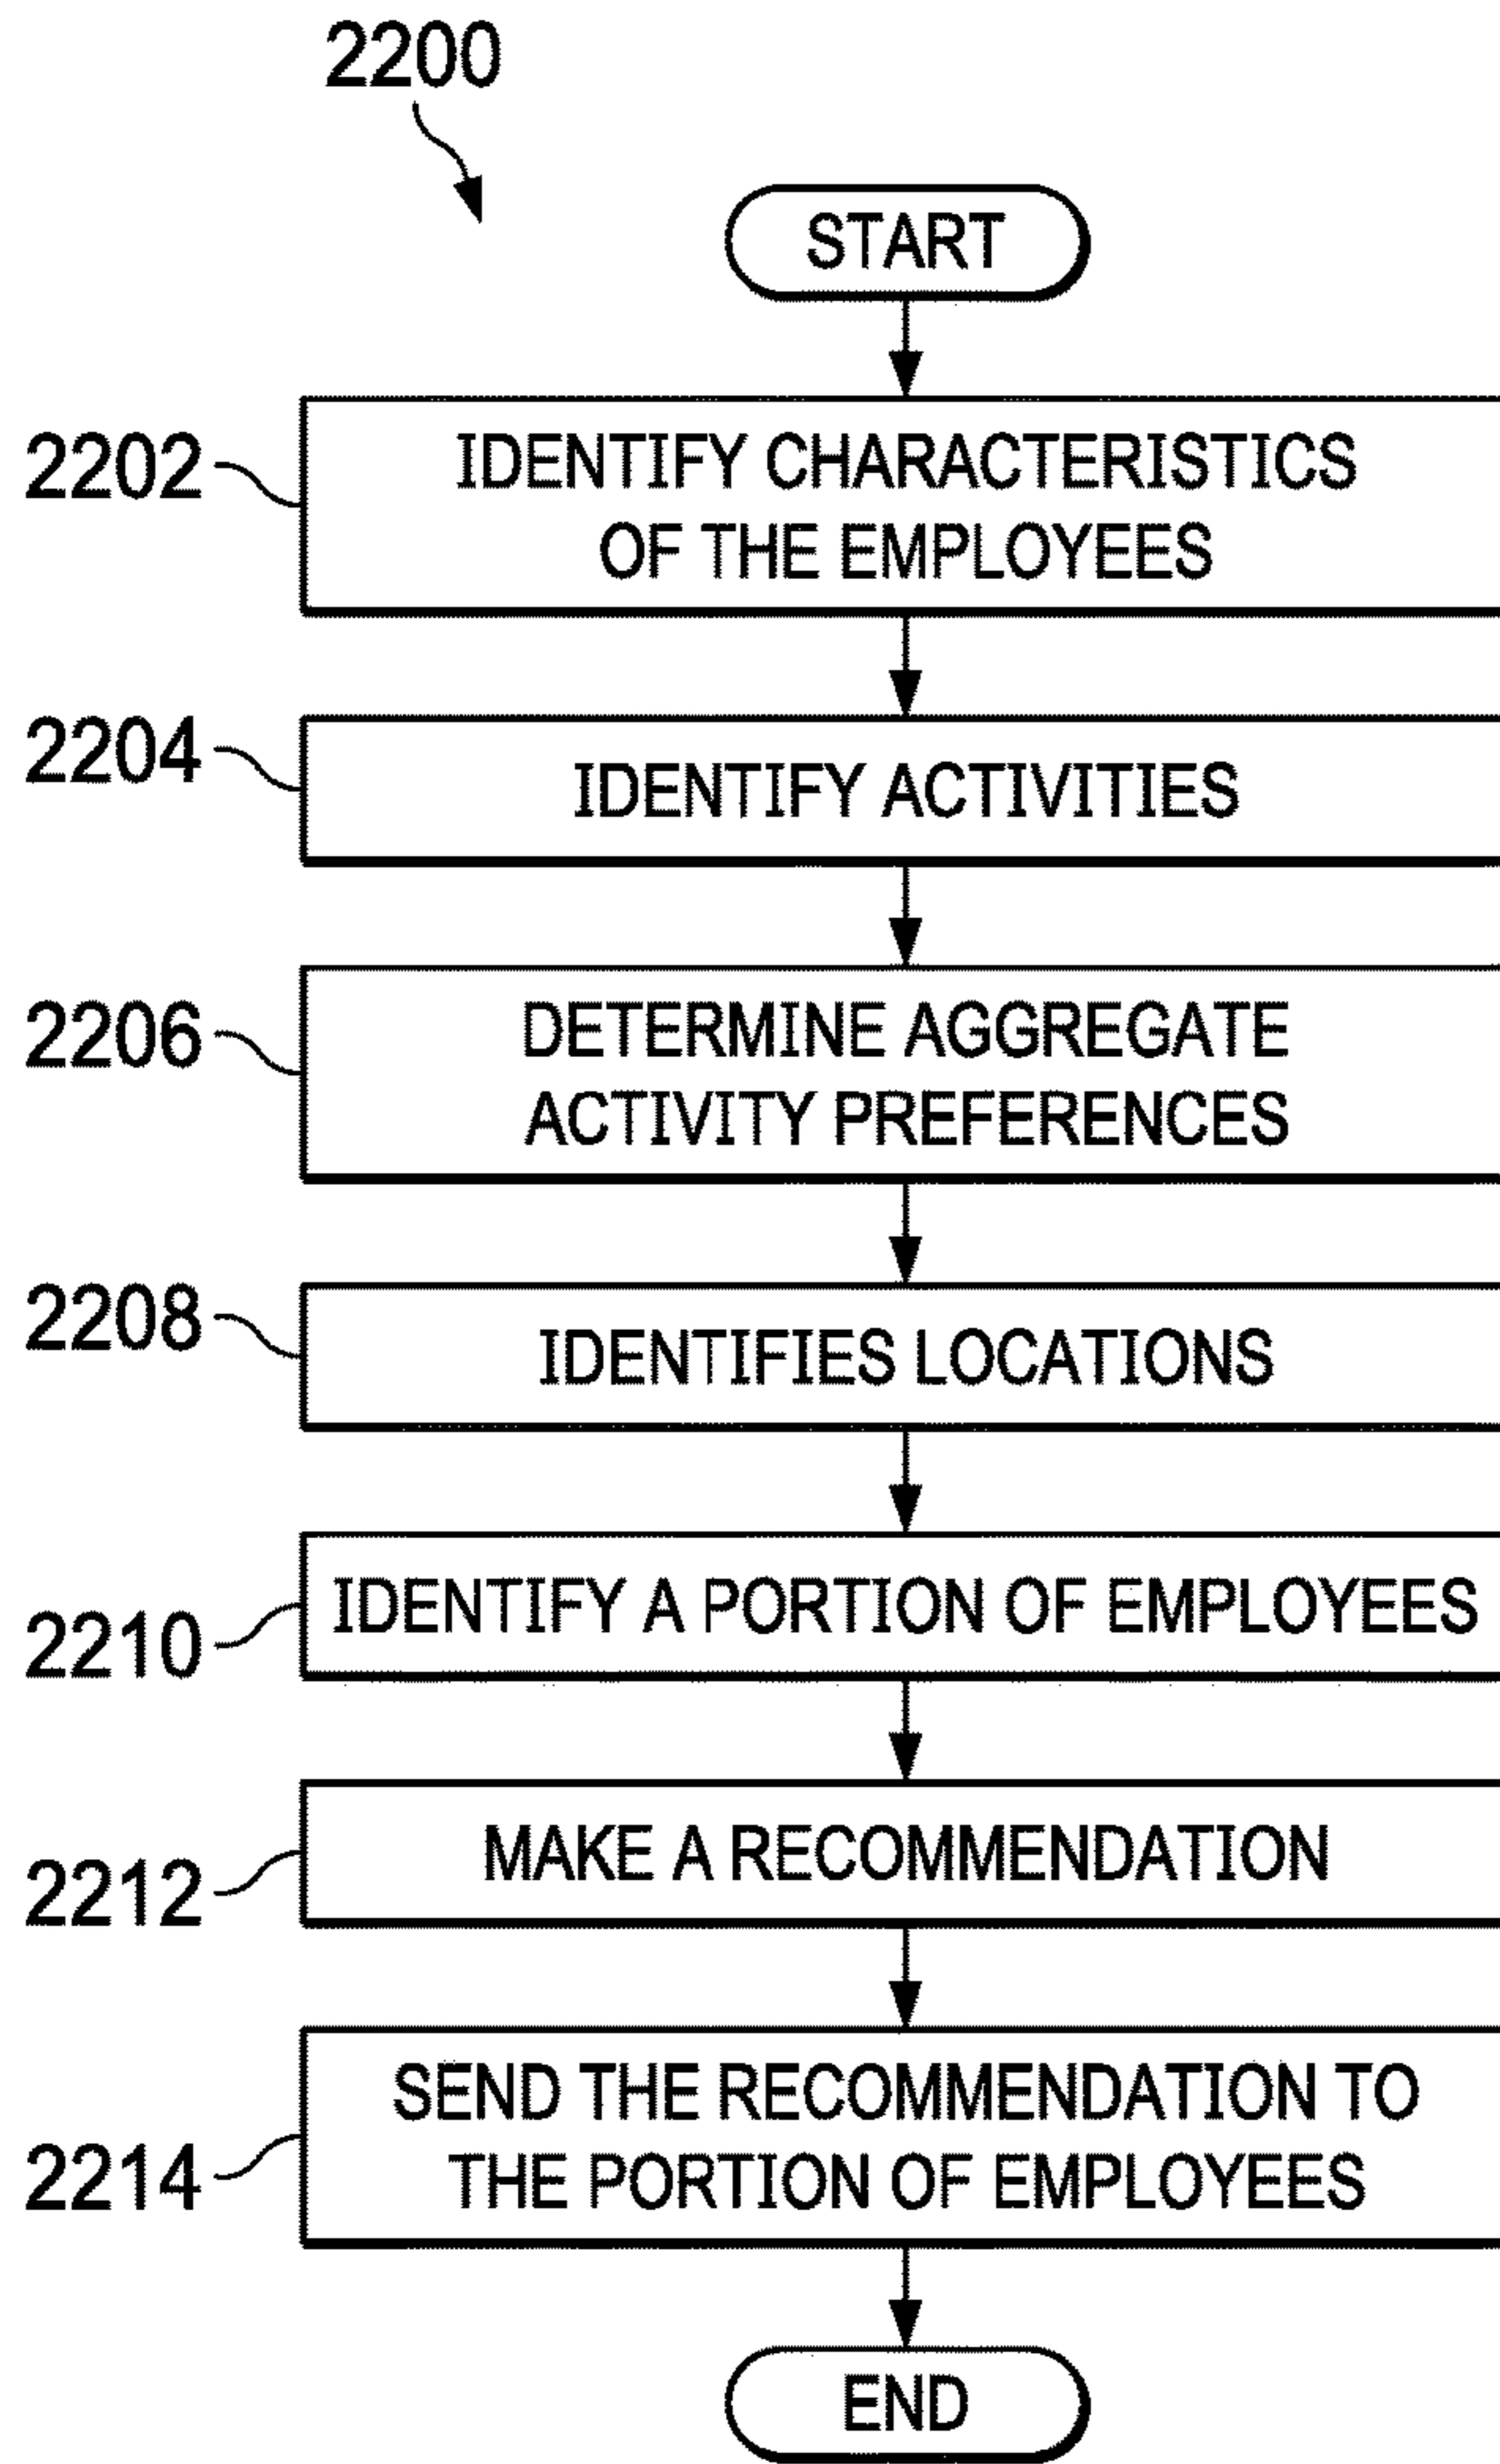 2200
START
2202
IDENTIFY CHARACTERISTICS
OF THE EMPLOYEES
2204
IDENTIFY ACTIVITIES
2206
DETERMINE AGGREGATE
ACTIVITY PREFERENCES
2208
IDENTIFIES LOCATIONS
2210
IDENTIFY A PORTION OF EMPLOYEES
2212
MAKE A RECOMMENDATION
2214
SEND THE RECOMMENDATION TO
THE PORTION OF EMPLOYEES
END